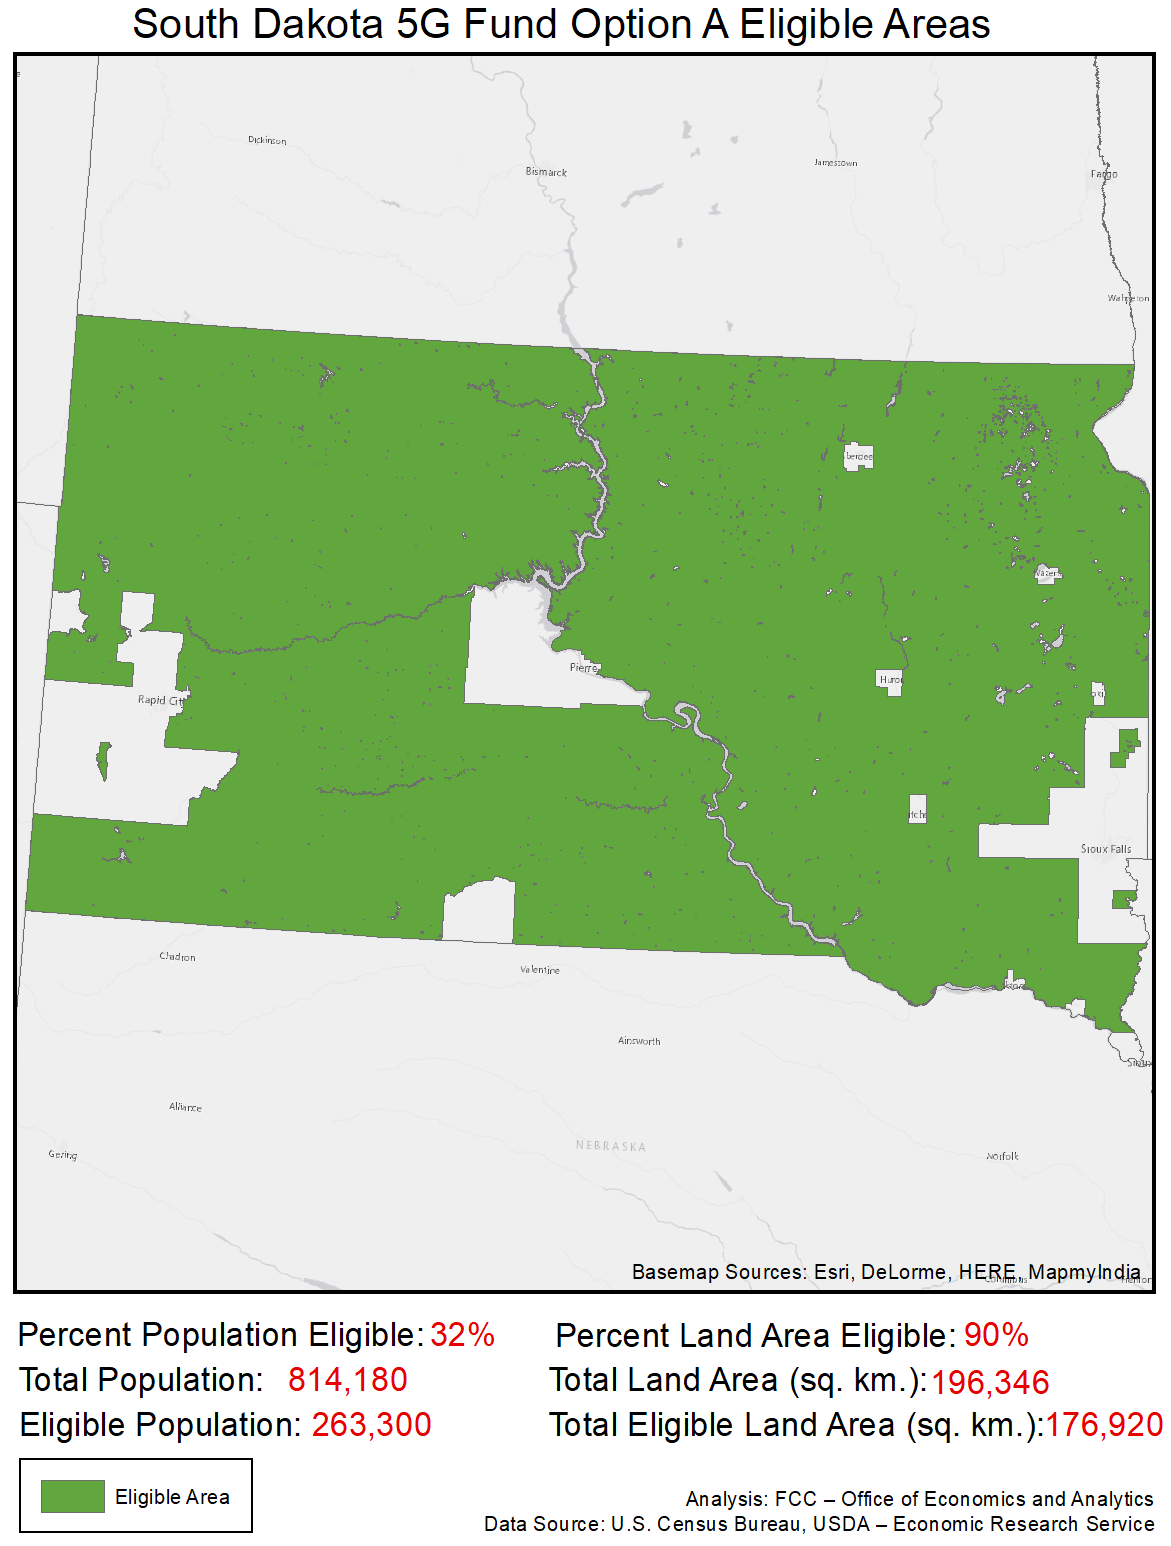 South Dakota 5G Fund Option A Eligible Areas
Dickinson
Bismarck
Jamestown
Fargo
Wahpeton
Rapid Cit
Pierre
Huron
Sioux Falls
Chadron
Valentine
Ainsworth
Alliance
NEBRASKA
Gering
Norfolk
Basemap Sources: Esri, DeLorme, HERE, MapmyIndia
Columbus
Percent Population Eligible: 32%
Percent Land Area Eligible: 90%
Total Population: 814,180
Total Land Area (sq. km.): 196,346
Eligible Population: 263,300
Total Eligible Land Area (sq. km.): 176,920
Eligible Area
Analysis: FCC – Office of Economics and Analytics
Data Source: U.S. Census Bureau, USDA – Economic Research Service